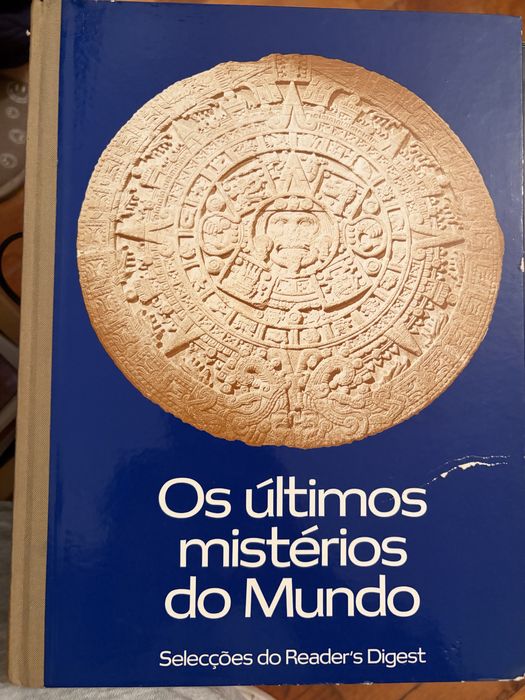 Os últimos
mistérios
do Mundo
Selecções do Reader's Digest